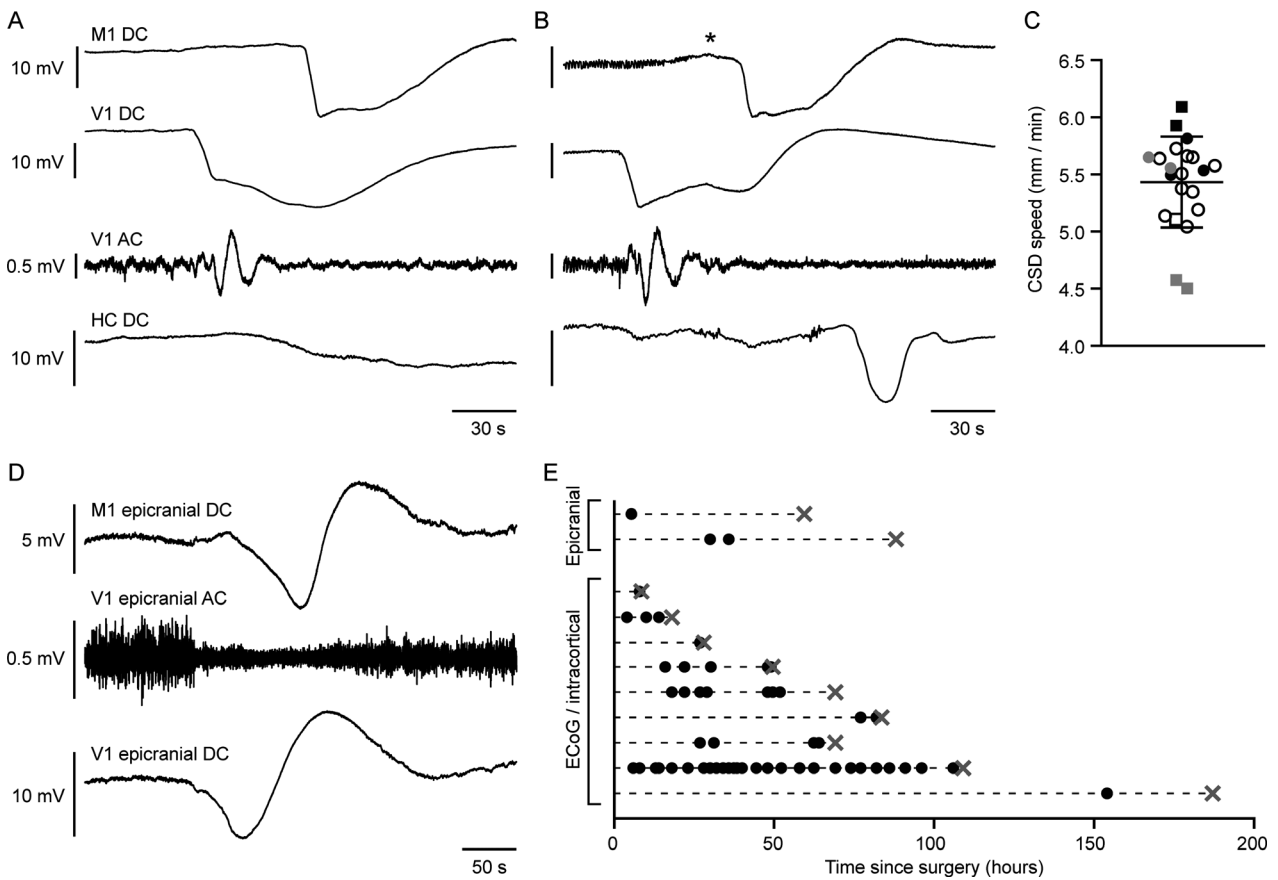 A
M1 DC
10 mV
V1 DC
10 mV
V1 AC
0.5 mV
HC DC
10 mV
30 s
B
*
30 s
C
6.5
6.0
5.5
5.0
4.5
4.0
CSD speed (mm / min)
D
M1 epicranial DC
5 mV
V1 epicranial AC
0.5 mV
V1 epicranial DC
10 mV
50 s
E
Epicranial
ECoG / intracortical
0 50 100 150 200
Time since surgery (hours)